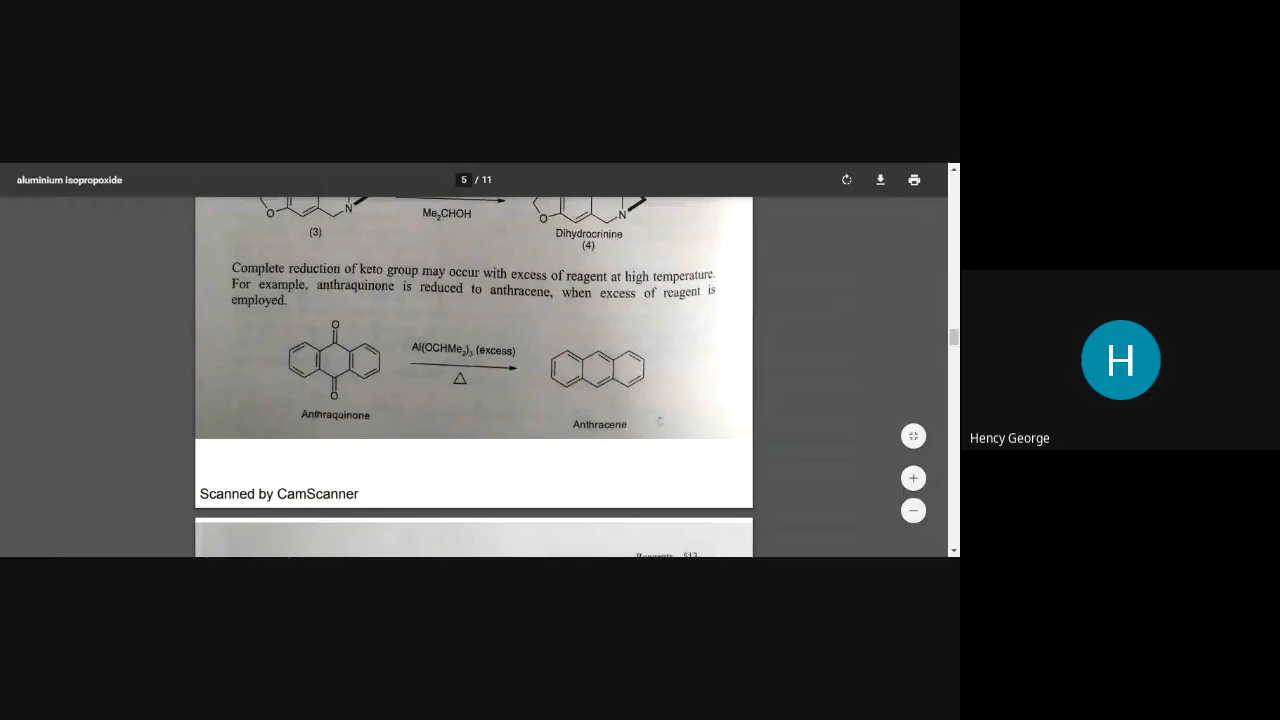 aluminium isopropoxide
5 / 11
O
N
Me2CHOH
O
N
(3)
Dihydrocrinine
(4)
Complete reduction of keto group may occur with excess of reagent at high temperature.
For example, anthraquinone is reduced to anthracene, when excess of reagent is
employed.
O
Al(OCHMe2)3 (excess)
△
O
Anthraquinone
Anthracene
Scanned by CamScanner
Reagents 513
H
Hency George